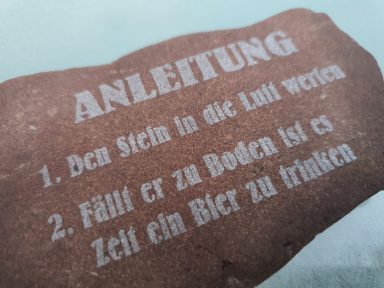 ANLEITUNG
1. Den Stein in die Luft werfen
2. Fällt er zu Boden ist es
Zeit ein Bier zu trinken